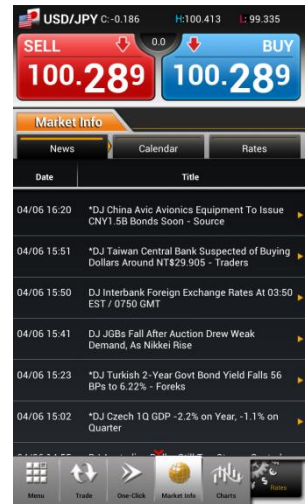 USD/JPY C:-0.186 H:100.413 L: 99.335
SELL 0.0 BUY
100.289 100.289
Market Info
News Calendar Rates
Date Title
04/06 16:20 *DJ China Avic Avionics Equipment To Issue
CNY1.5B Bonds Soon - Source
04/06 15:51 *DJ Taiwan Central Bank Suspected of Buying
Dollars Around NT$29.905 - Traders
04/06 15:50 DJ Interbank Foreign Exchange Rates At 03:50
EST / 0750 GMT
04/06 15:41 DJ JGBs Fall After Auction Drew Weak
Demand, As Nikkei Rise
04/06 15:23 *DJ Turkish 2-Year Govt Bond Yield Falls 56
BPs to 6.22% - Foreks
04/06 15:02 *DJ Czech 1Q GDP -2.2% on Year, -1.1% on
Quarter
Menu Trade One-Click Market Info Charts Rates